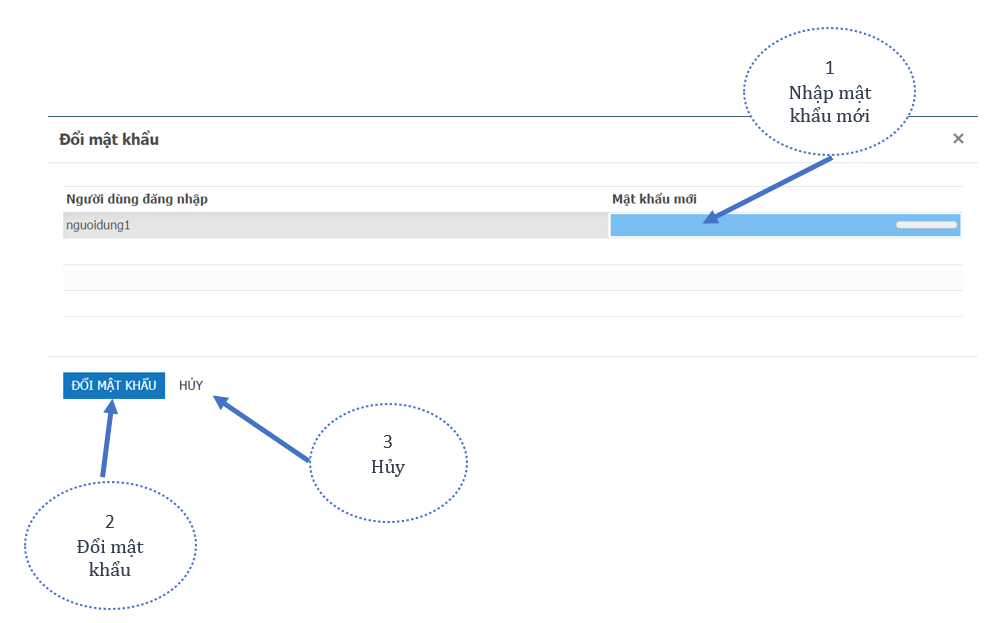 1
Nhập mật
khẩu mới
Đổi mật khẩu
×
Người dùng đăng nhập
Mật khẩu mới
nguoidung1
ĐỔI MẬT KHẨU
HỦY
3
Hủy
2
Đổi mật
khẩu